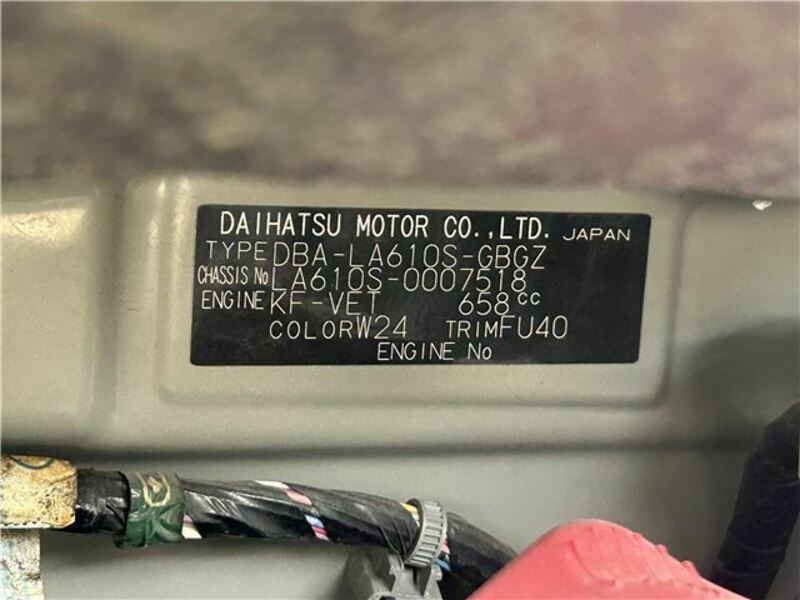 DAIHATSU MOTOR CO.,LTD. JAPAN
TYPE DBA-LA610S-GBGZ
CHASSIS No LA610S-0007518
ENGINE KF-VET 658cc
COLOR W24 TRIM FU40
ENGINE No